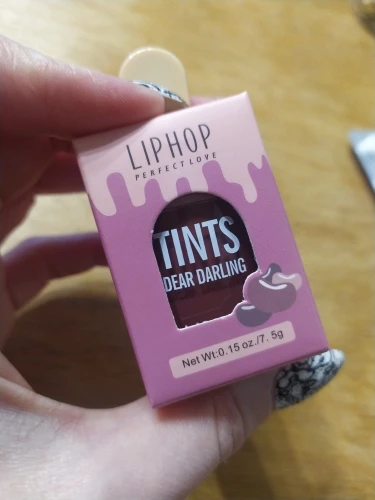 LIPHOP
PERFECT LOVE
TINTS
DEAR DARLING
Net Wt:0.15 oz./7. 5g